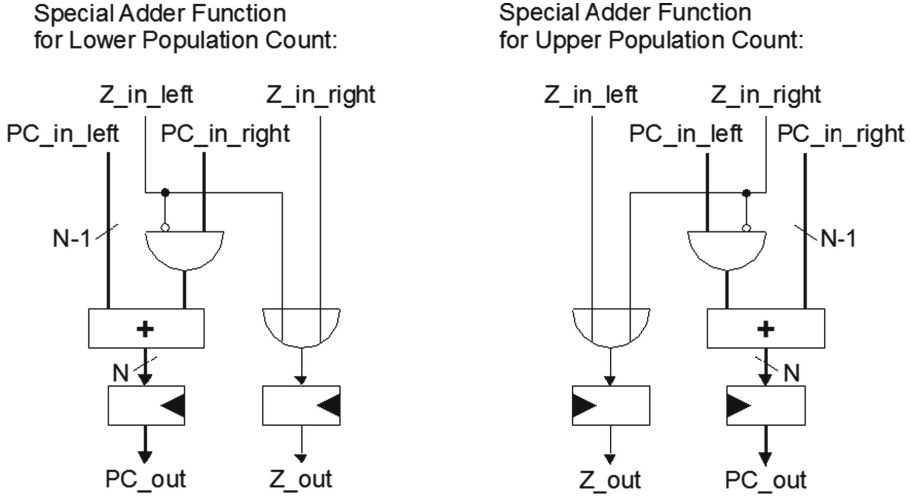 Special Adder Function
for Lower Population Count:
Z_in_left Z_in_right
PC_in_left PC_in_right
N-1
+
N
PC_out Z_out
Special Adder Function
for Upper Population Count:
Z_in_left Z_in_right
PC_in_left PC_in_right
N-1
+
N
Z_out PC_out